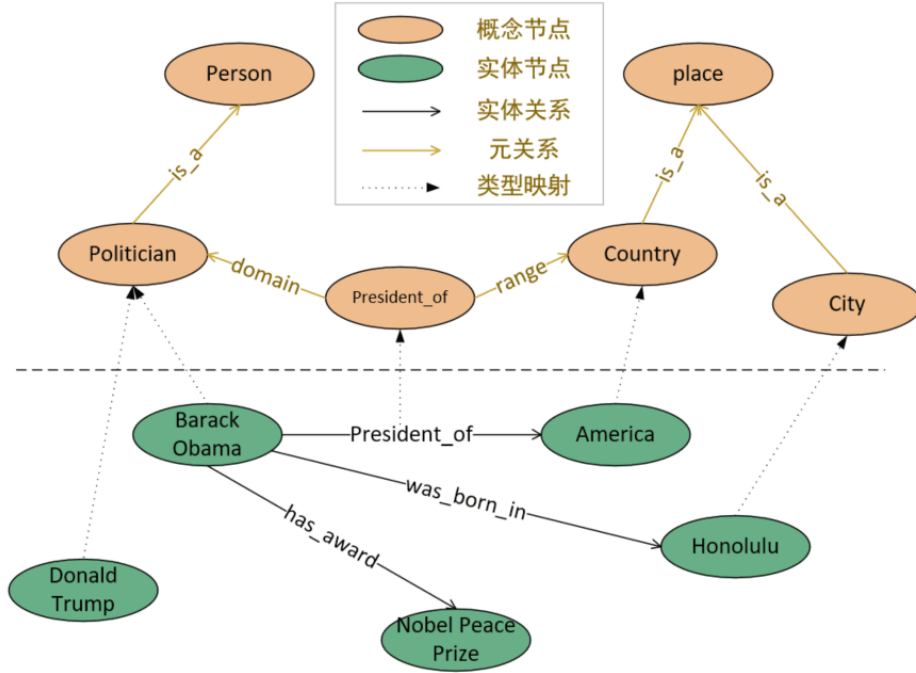 概念节点
实体节点
实体关系
元关系
类型映射
Person
place
is_a
is_a
is_a
Politician
domain
President_of
range
Country
City
Barack
Obama
President_of
America
was_born_in
has_award
Honolulu
Donald
Trump
Nobel Peace
Prize